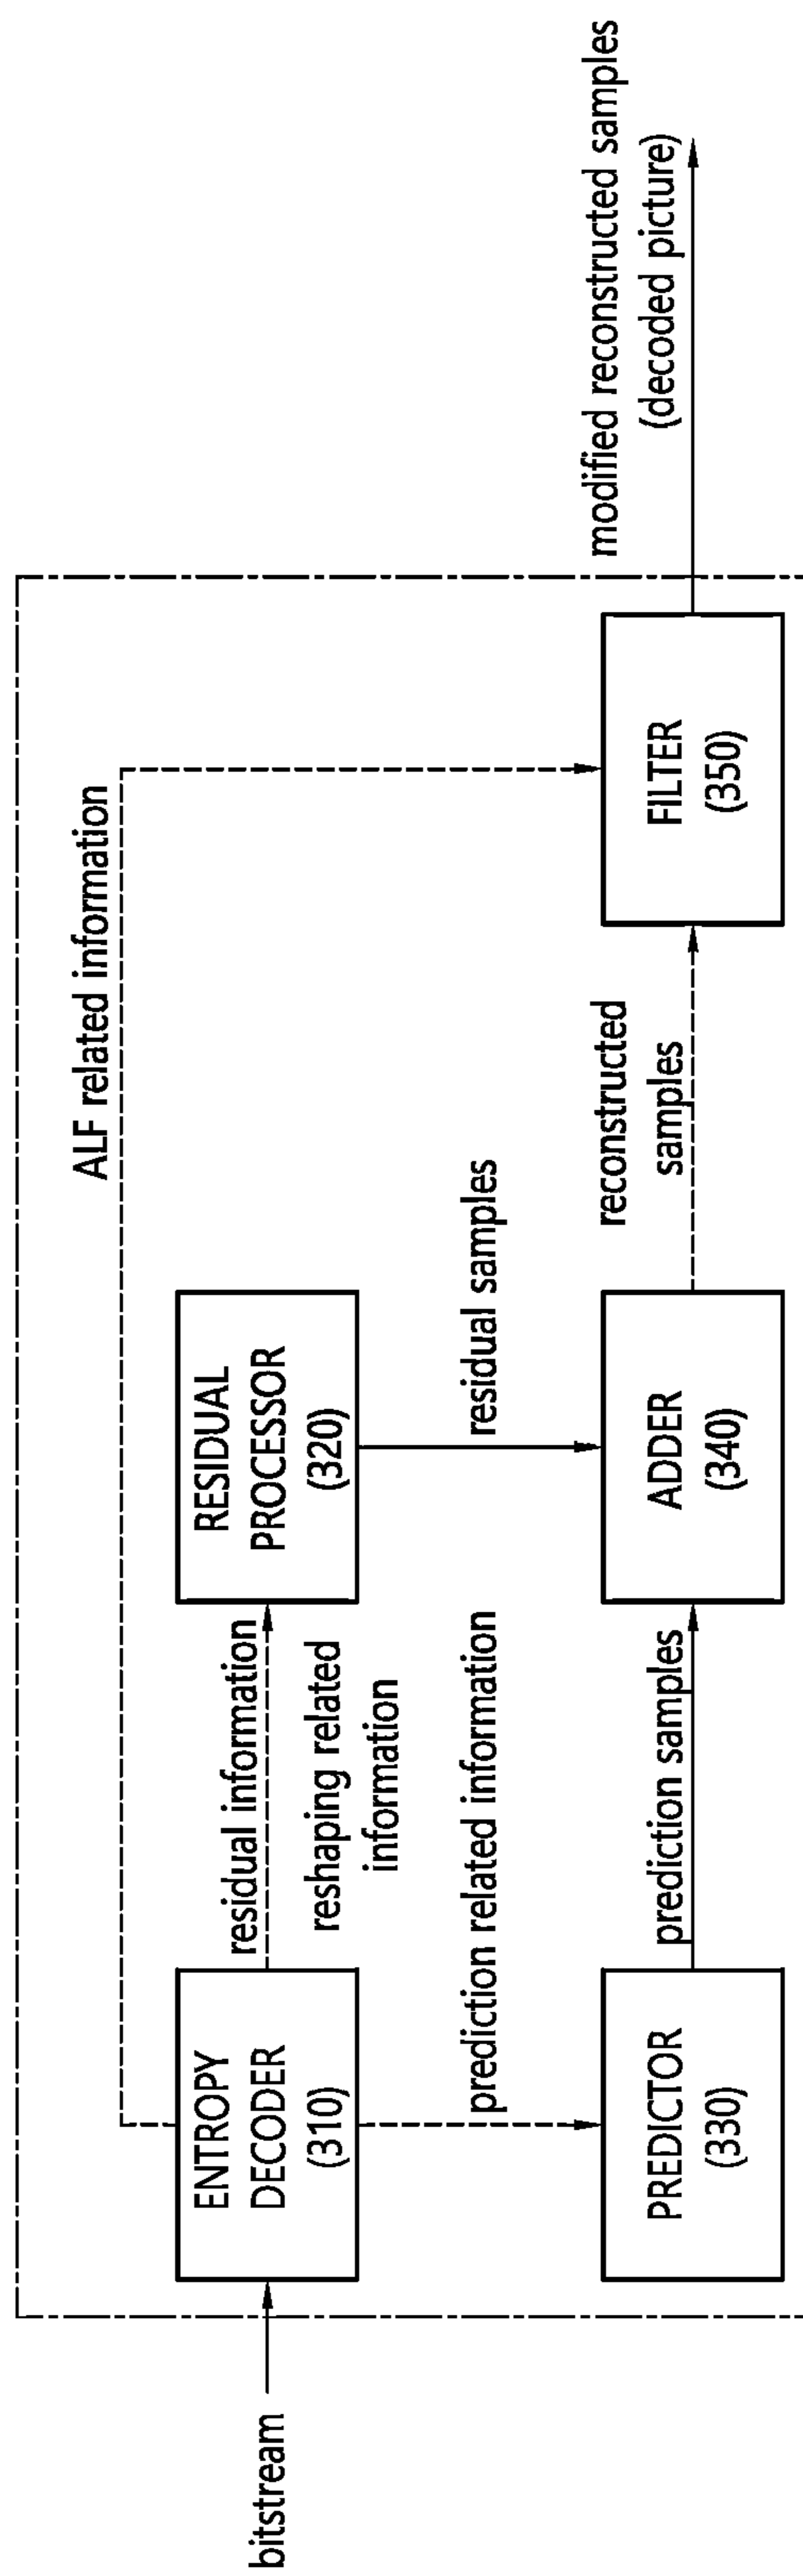 bitstream
ALF related information
ENTROPY
DECODER
(310)
residual information
reshaping related
information
RESIDUAL
PROCESSOR
(320)
prediction related information
residual samples
PREDICTOR
(330)
prediction samples
ADDER
(340)
reconstructed
samples
FILTER
(350)
modified reconstructed samples
(decoded picture)